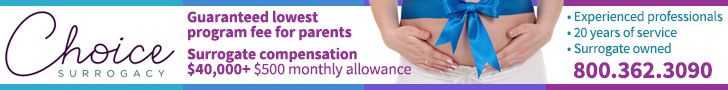 Choice
SURROGACY
Guaranteed lowest
program fee for parents
Surrogate compensation
$40,000+ $500 monthly allowance
• Experienced professionals
• 20 years of service
• Surrogate owned
800.362.3090